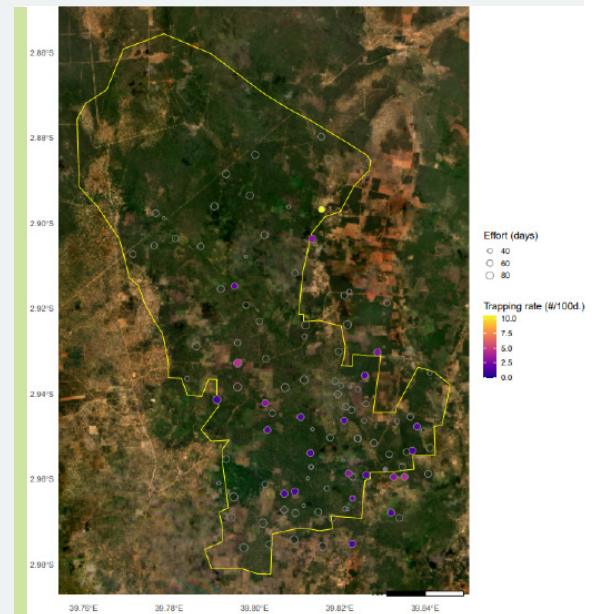 2.86°S
2.88°S
2.90°S
2.92°S
2.94°S
2.96°S
2.98°S
39.76°E
39.78°E
39.80°E
39.82°E
39.84°E
Effort (days)
40
60
80
Trapping rate (#/100d.)
10.0
7.5
5.0
2.5
0.0